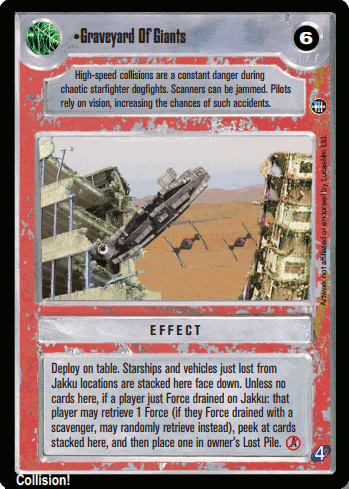 •Graveyard Of Giants
6
High-speed collisions are a constant danger during
chaotic starfighter dogfights. Scanners can be jammed. Pilots
rely on vision, increasing the chances of such accidents.
Artwork not affiliated or endorsed by Lucasfilm Ltd.
EFFECT
Deploy on table. Starships and vehicles just lost from
Jakku locations are stacked here face down. Unless no
cards here, if a player just Force drained on Jakku: that
player may retrieve 1 Force (if they Force drained with a
scavenger, may randomly retrieve instead), peek at cards
stacked here, and then place one in owner's Lost Pile. A
4
Collision!